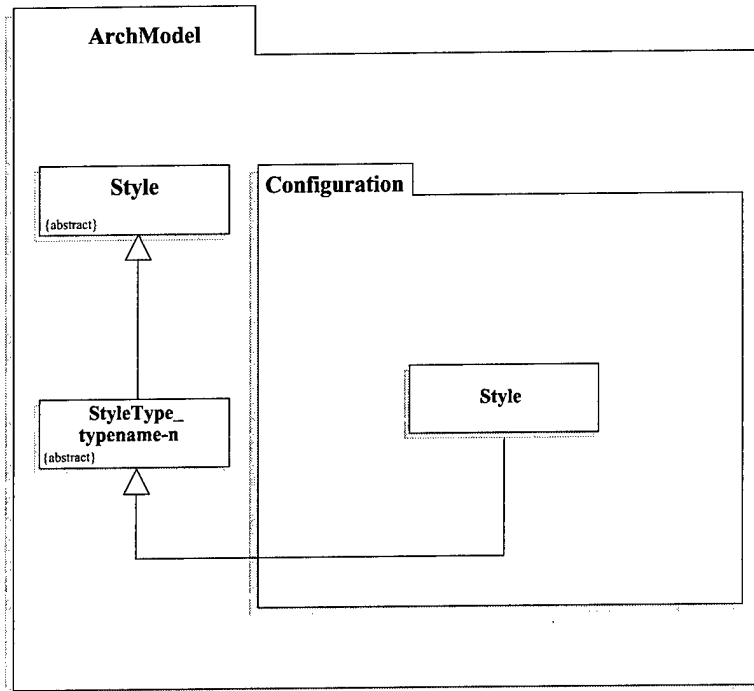 ArchModel
Style
{abstract}
Configuration
StyleType_
typename-n
{abstract}
Style